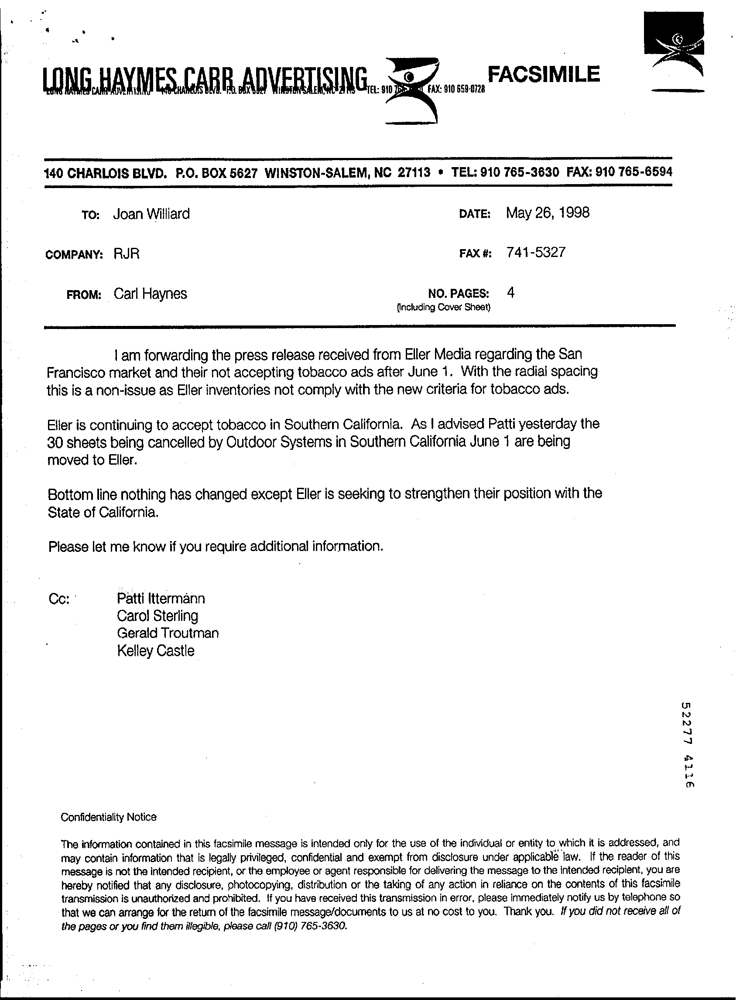 LONG HAYMES CARR ADVERTISING
FAX: 910 659-0728
FACSIMILE
140 CHARLOIS BLVD. P.O. BOX 5627 WINSTON-SALEM, NC 27113 • TEL: 910 765-3630 FAX: 910 765-6594
TO: Joan Williard
DATE: May 26, 1998
COMPANY: RJR
FAX #: 741-5327
FROM: Carl Haynes
NO. PAGES: 4
(Including Cover Sheet)
I am forwarding the press release received from Eller Media regarding the San
Francisco market and their not accepting tobacco ads after June 1. With the radial spacing
this is a non-issue as Eller inventories not comply with the new criteria for tobacco ads.
Eller is continuing to accept tobacco in Southern California. As I advised Patti yesterday the
30 sheets being cancelled by Outdoor Systems in Southern California June 1 are being
moved to Eller.
Bottom line nothing has changed except Eller is seeking to strengthen their position with the
State of California.
Please let me know if you require additional information.
Cc: Patti Ittermann
Carol Sterling
Gerald Troutman
Kelley Castle
52277 4116
Confidentiality Notice
The information contained in this facsimile message is intended only for the use of the individual or entity to which it is addressed, and
may contain information that is legally privileged, confidential and exempt from disclosure under applicable law. If the reader of this
message is not the intended recipient, or the employee or agent responsible for delivering the message to the intended recipient, you are
hereby notified that any disclosure, photocopying, distribution or the taking of any action in reliance on the contents of this facsimile
transmission is unauthorized and prohibited. If you have received this transmission in error, please immediately notify us by telephone so
that we can arrange for the return of the facsimile message/documents to us at no cost to you. Thank you. If you did not receive all of
the pages or you find them illegible, please call (910) 765-3630.